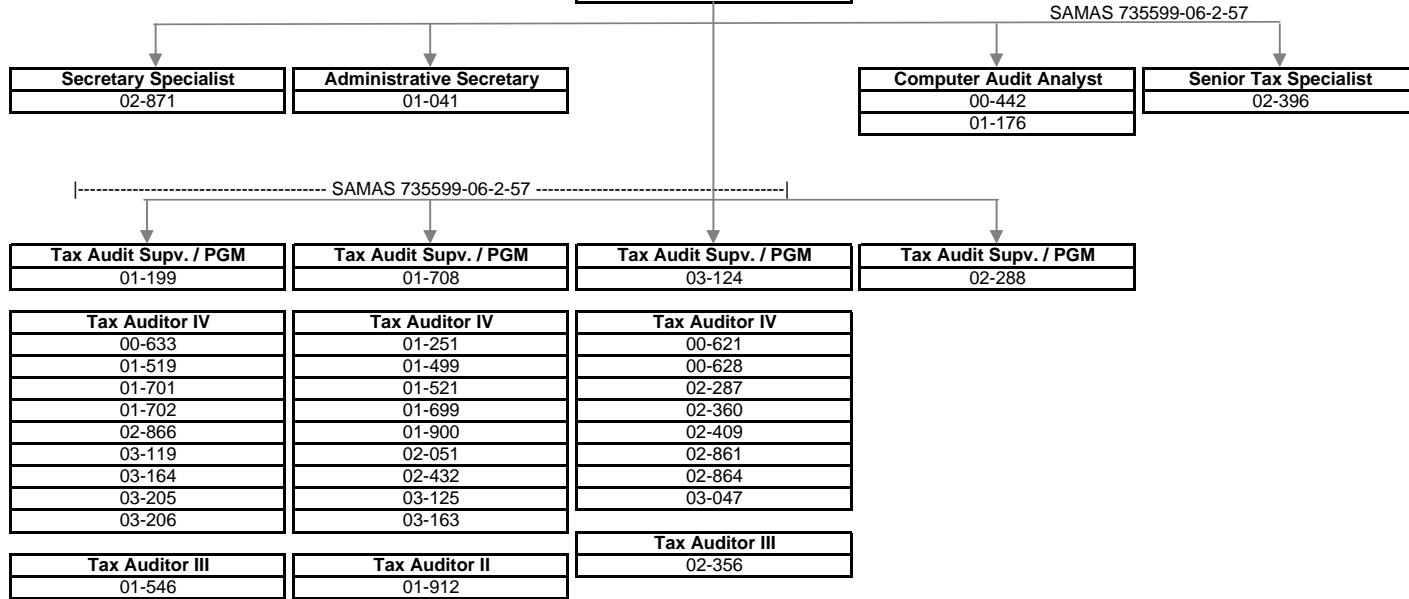 SAMAS 735599-06-2-57
Secretary Specialist
02-871
Administrative Secretary
01-041
Computer Audit Analyst
00-442
01-176
Senior Tax Specialist
02-396
|------------------------------------- SAMAS 735599-06-2-57 -------------------------------------|
Tax Audit Supv. / PGM
01-199
Tax Audit Supv. / PGM
01-708
Tax Audit Supv. / PGM
03-124
Tax Audit Supv. / PGM
02-288
Tax Auditor IV
00-633
01-519
01-701
01-702
02-866
03-119
03-164
03-205
03-206
Tax Auditor III
01-546
Tax Auditor IV
01-251
01-499
01-521
01-699
01-900
02-051
02-432
03-125
03-163
Tax Auditor II
01-912
Tax Auditor IV
00-621
00-628
02-287
02-360
02-409
02-861
02-864
03-047
Tax Auditor III
02-356